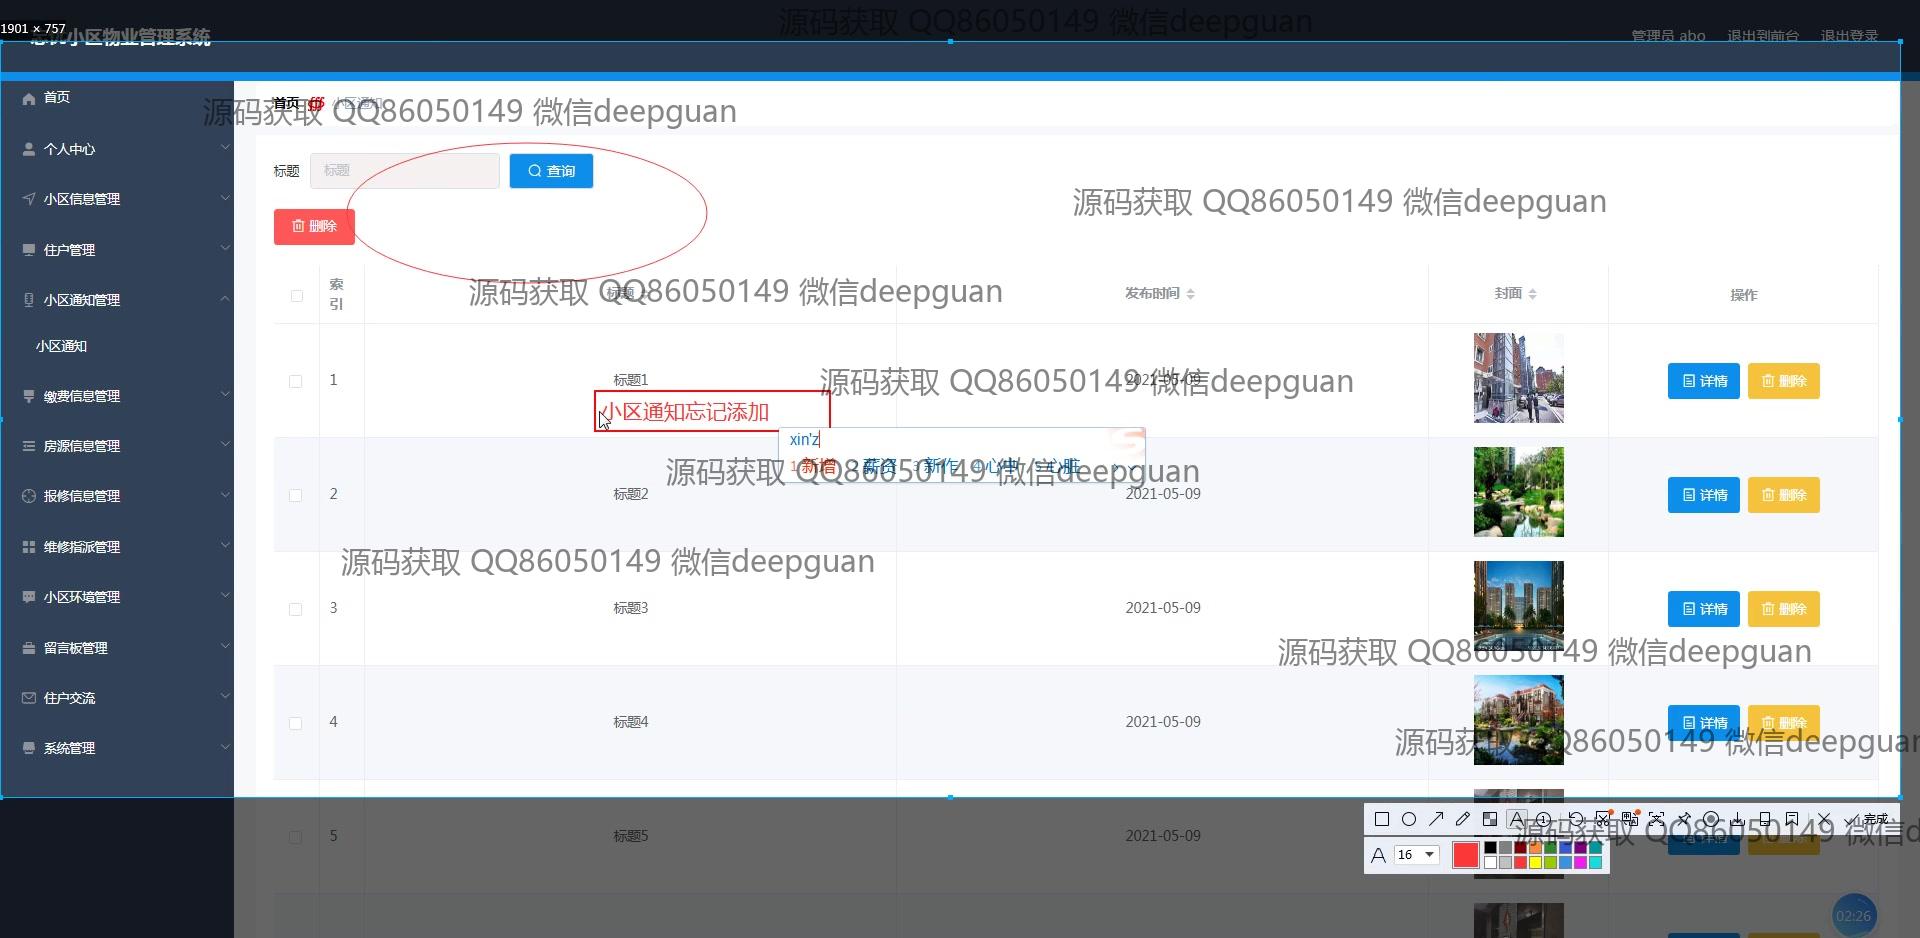 源码获取 QQ86050149 微信deepguan
1901 × 757
小区物业管理系统
管理员 abo 退出到前台 退出登录
首页
首页 小区通知
源码获取 QQ86050149 微信deepguan
个人中心
标题 标题 查询
小区信息管理
源码获取 QQ86050149 微信deepguan
删除
住户管理
小区通知管理
索引 标题 发布时间 封面 操作
源码获取 QQ86050149 微信deepguan
小区通知
1 标题1 2021-05-09 详情 删除
源码获取 QQ86050149 微信deepguan
缴费信息管理
小区通知忘记添加
xin'z
房源信息管理
1 新增 2 薪资 3 新作 4 心中 5 心脏
源码获取 QQ86050149 微信deepguan
报修信息管理
2 标题2 2021-05-09 详情 删除
维修指派管理
源码获取 QQ86050149 微信deepguan
小区环境管理
3 标题3 2021-05-09 详情 删除
留言板管理
源码获取 QQ86050149 微信deepguan
住户交流
4 标题4 2021-05-09 详情 删除
系统管理
源码获取 QQ86050149 微信deepguan
A 1 完成
源码获取 QQ86050149 微信d
5 标题5 2021-05-09 详情
A 16
02:26